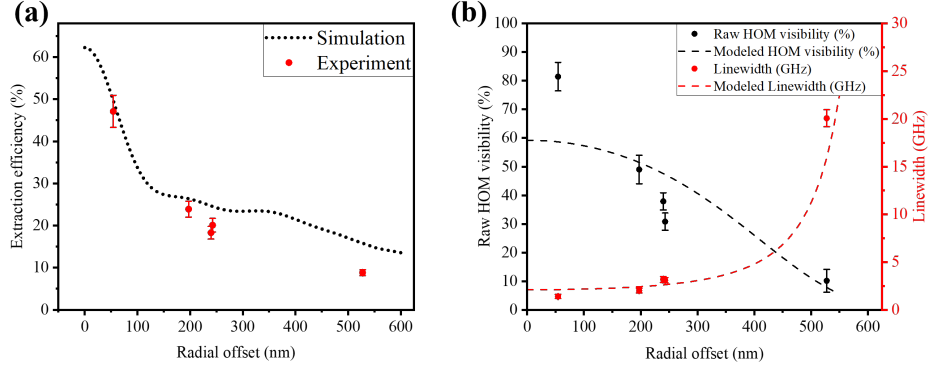 (a)
Simulation
Experiment
60
50
40
30
20
10
0
Extraction efficiency (%)
0 100 200 300 400 500 600
Radial offset (nm)
(b)
Raw HOM visibility (%)
Modeled HOM visibility (%)
Linewidth (GHz)
Modeled Linewidth (GHz)
100
90
80
70
60
50
40
30
20
10
0
Raw HOM visibility (%)
30
25
20
15
10
5
0
Linewidth (GHz)
0 100 200 300 400 500 600
Radial offset (nm)